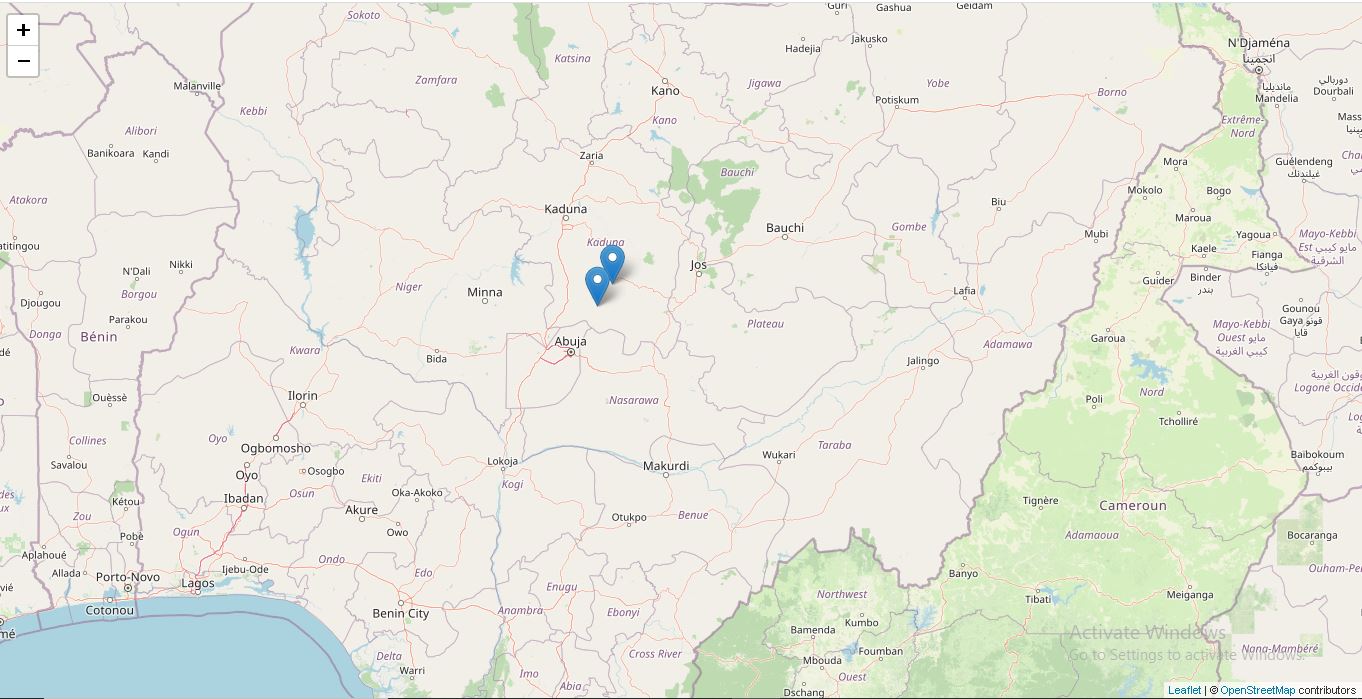 +
−
Sokoto
Katsina
Guri
Gashua
Geidam
Hadejia
Jakusko
N'Djaména
انجمينا
Malanville
Zamfara
Kano
Jigawa
Yobe
Potiskum
Borno
مانديليا
Mandelia
دوربالي
Dourbali
Kebbi
Kano
Extrême-
Nord
Alibori
Banikoara
Kandi
Zaria
Bauchi
Mora
Guélendeng
غيليندنك
Atakora
Mokolo
Bogo
Kaduna
Biu
Maroua
Bauchi
Gombe
Mubi
Yagoua
Mayo-Kebbi
Est مايو كيبي
الشرقية
Kaduna
Kaele
Fianga
فيانكا
N'Dali
Nikki
Jos
Guider
Binder
بندر
Borgou
Niger
Minna
Lafia
Djougou
Parakou
Gounou
Gaya قونو
قايا
Donga
Bénin
Plateau
Mayo-Kebbi
Ouest مايو
كيبي الغربية
Kwara
Abuja
Adamawa
Garoua
Bida
Jalingo
Nord
Logone Occide
Ouèssè
Ilorin
Nasarawa
Poli
Tcholliré
Collines
Oyo
Ogbomosho
Taraba
Savalou
Oyo
Osogbo
Ekiti
Lokoja
Makurdi
Wukari
Baibokoum
بيبوكمم
Kogi
Ibadan
Osun
Oka-Akoko
Kétou
Tignère
Cameroun
Zou
Akure
Otukpo
Benue
Ogun
Owo
Pobè
Adamaoua
Bocaranga
Aplahoué
Ondo
Ijebu-Ode
Edo
Allada
Porto-Novo
Lagos
Enugu
Banyo
Ouham-Pe
Cotonou
Benin City
Anambra
Ebonyi
Northwest
Tibati
Meiganga
Kumbo
Bamenda
Activate Windows
Go to Settings to activate Windows.
Delta
Cross River
Mbouda
Foumban
Nana-Mambéré
Warri
Imo
Abia
Ouest
Dschang
Leaflet | © OpenStreetMap contributors